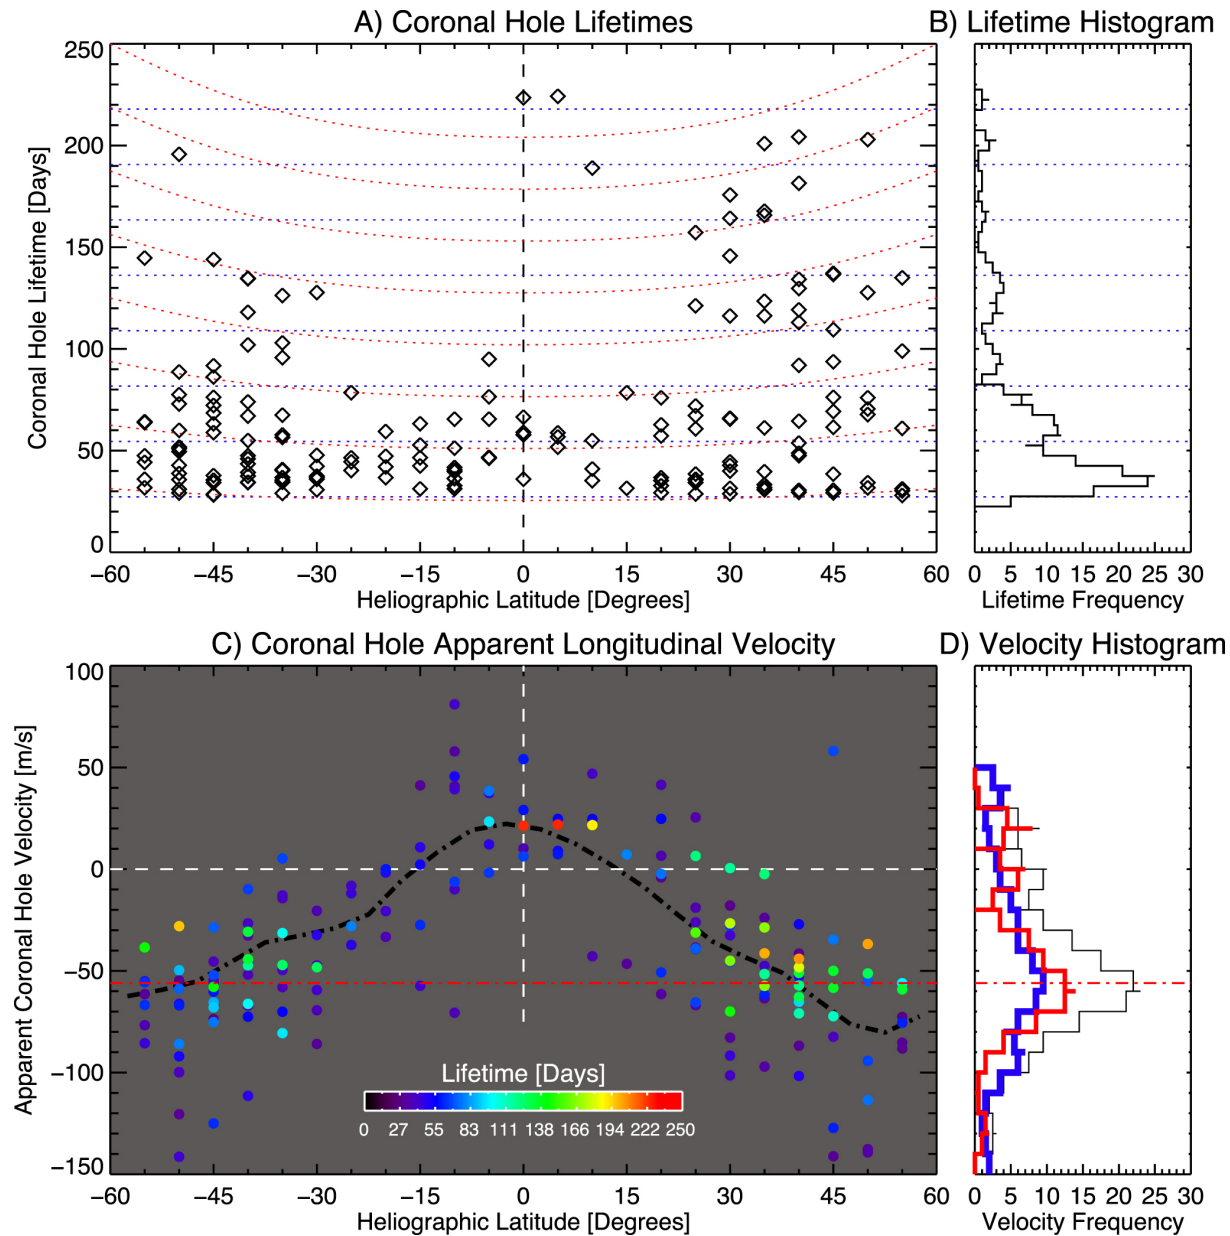 A) Coronal Hole Lifetimes
B) Lifetime Histogram
Coronal Hole Lifetime [Days]
250
200
150
100
50
0
−60 −45 −30 −15 0 15 30 45 60
Heliographic Latitude [Degrees]
0 5 10 15 20 25 30
Lifetime Frequency
C) Coronal Hole Apparent Longitudinal Velocity
D) Velocity Histogram
Apparent Coronal Hole Velocity [m/s]
100
50
0
−50
−100
−150
Lifetime [Days]
0 27 55 83 111 138 166 194 222 250
−60 −45 −30 −15 0 15 30 45 60
Heliographic Latitude [Degrees]
0 5 10 15 20 25 30
Velocity Frequency